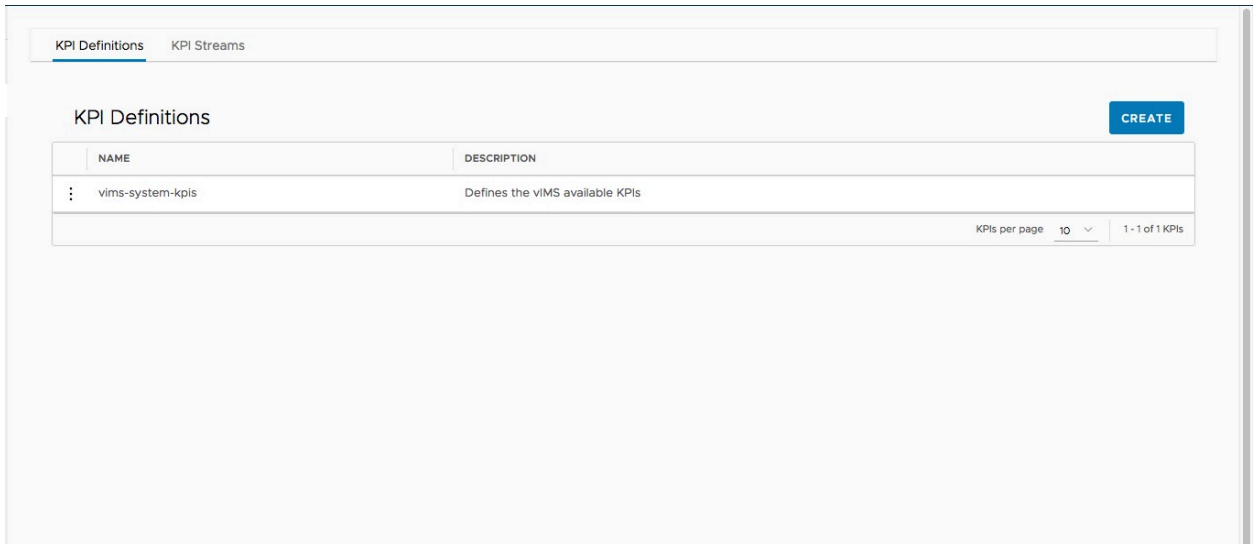 KPI Definitions KPI Streams
KPI Definitions
CREATE
NAME DESCRIPTION
vims-system-kpis Defines the vIMS available KPIs
KPIs per page 10 1 - 1 of 1 KPIs